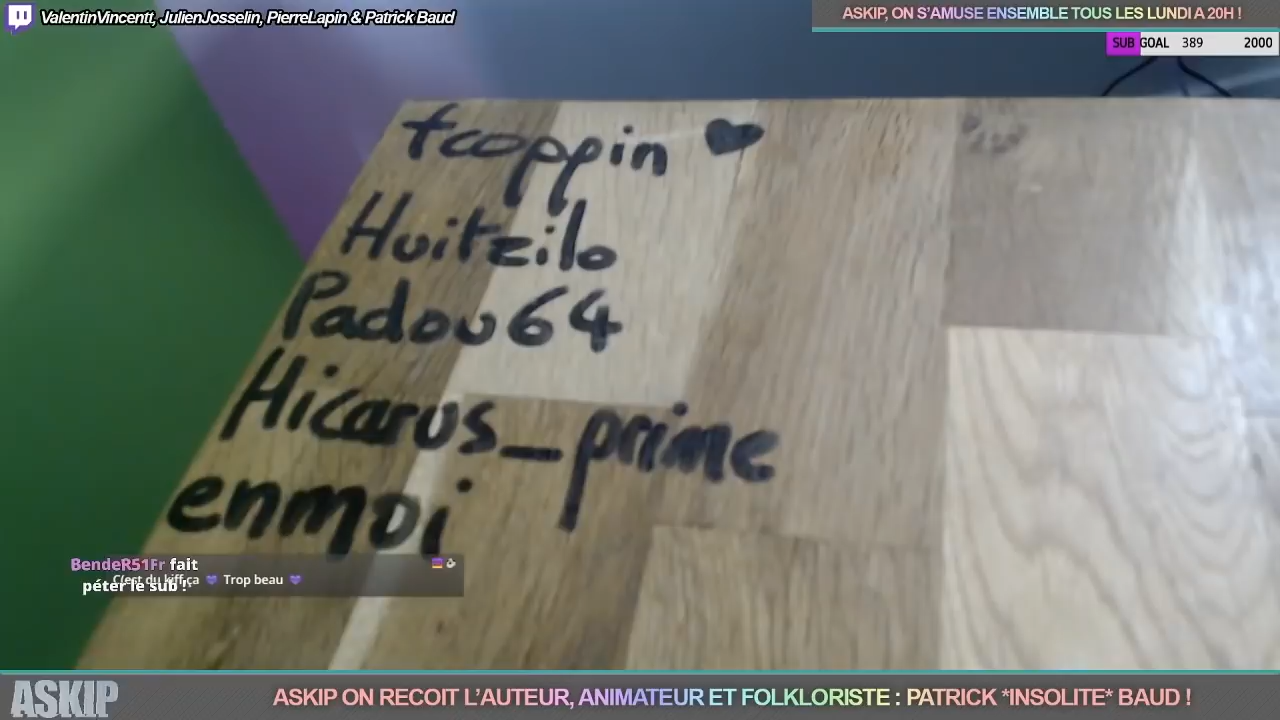 ValentinVincentt, JulienJosselin, PierreLapin & Patrick Baud
ASKIP, ON S'AMUSE ENSEMBLE TOUS LES LUNDI A 20H !
SUB GOAL 389 2000
tcoppin ♥
Huitzilo
Padou64
Hicarus_prime
enmoi
BendeR51Fr fait
péter le sub !
C'est du kiff ça 💜 Trop beau 💜
ASKIP
ASKIP ON RECOIT L'AUTEUR, ANIMATEUR ET FOLKLORISTE : PATRICK *INSOLITE* BAUD !